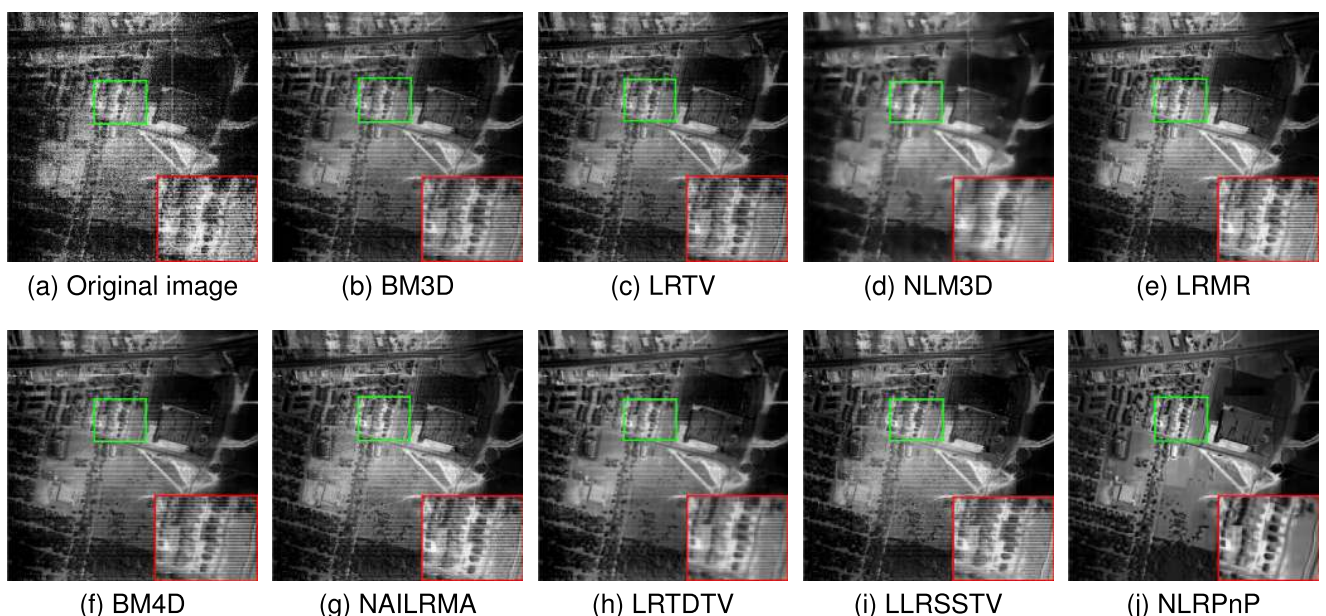 (a) Original image (b) BM3D (c) LRTV (d) NLM3D (e) LRMR
(f) BM4D (g) NAILRMA (h) LRTDTV (i) LLRSSTV (j) NLRPnP